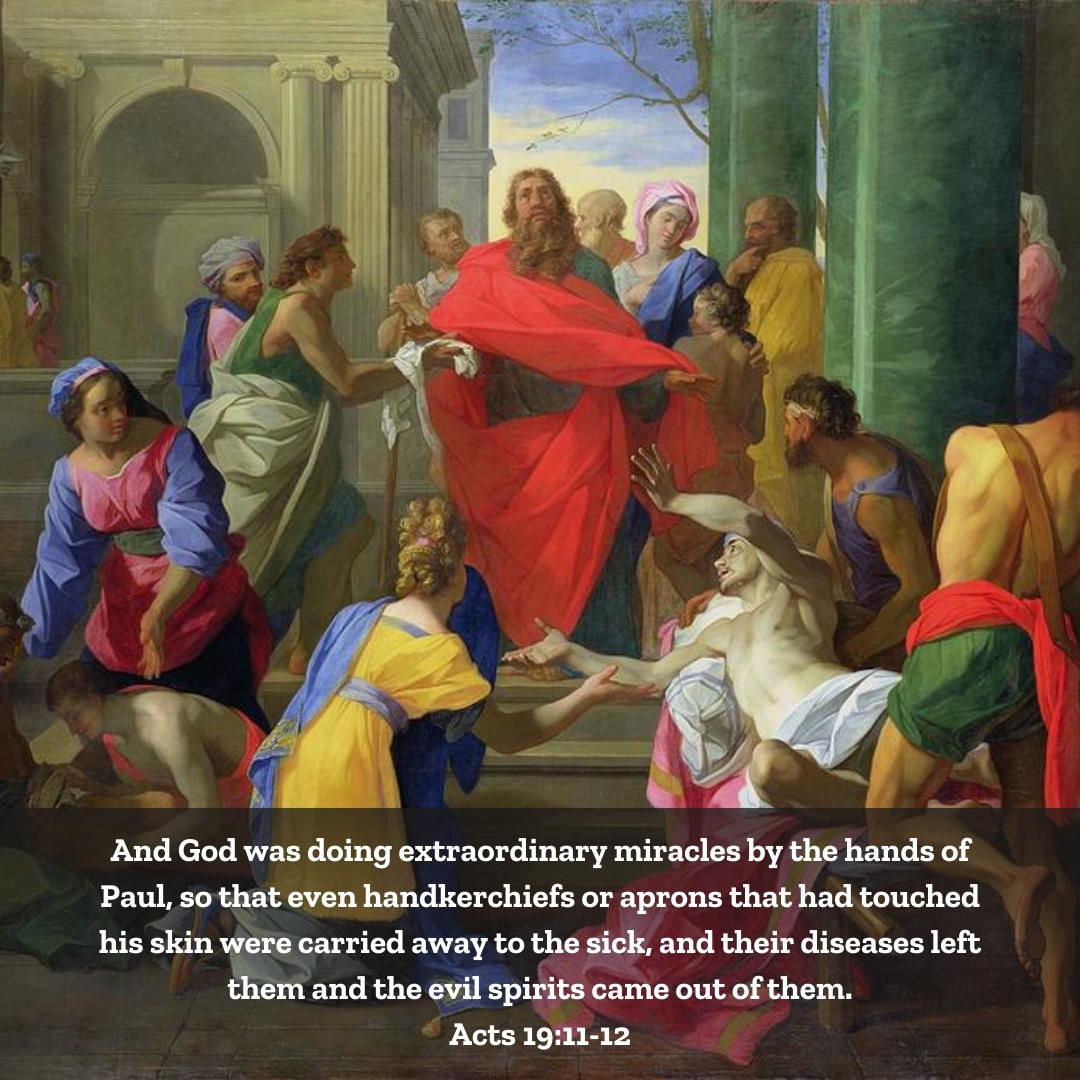 And God was doing extraordinary miracles by the hands of
Paul, so that even handkerchiefs or aprons that had touched
his skin were carried away to the sick, and their diseases left
them and the evil spirits came out of them.
Acts 19:11-12